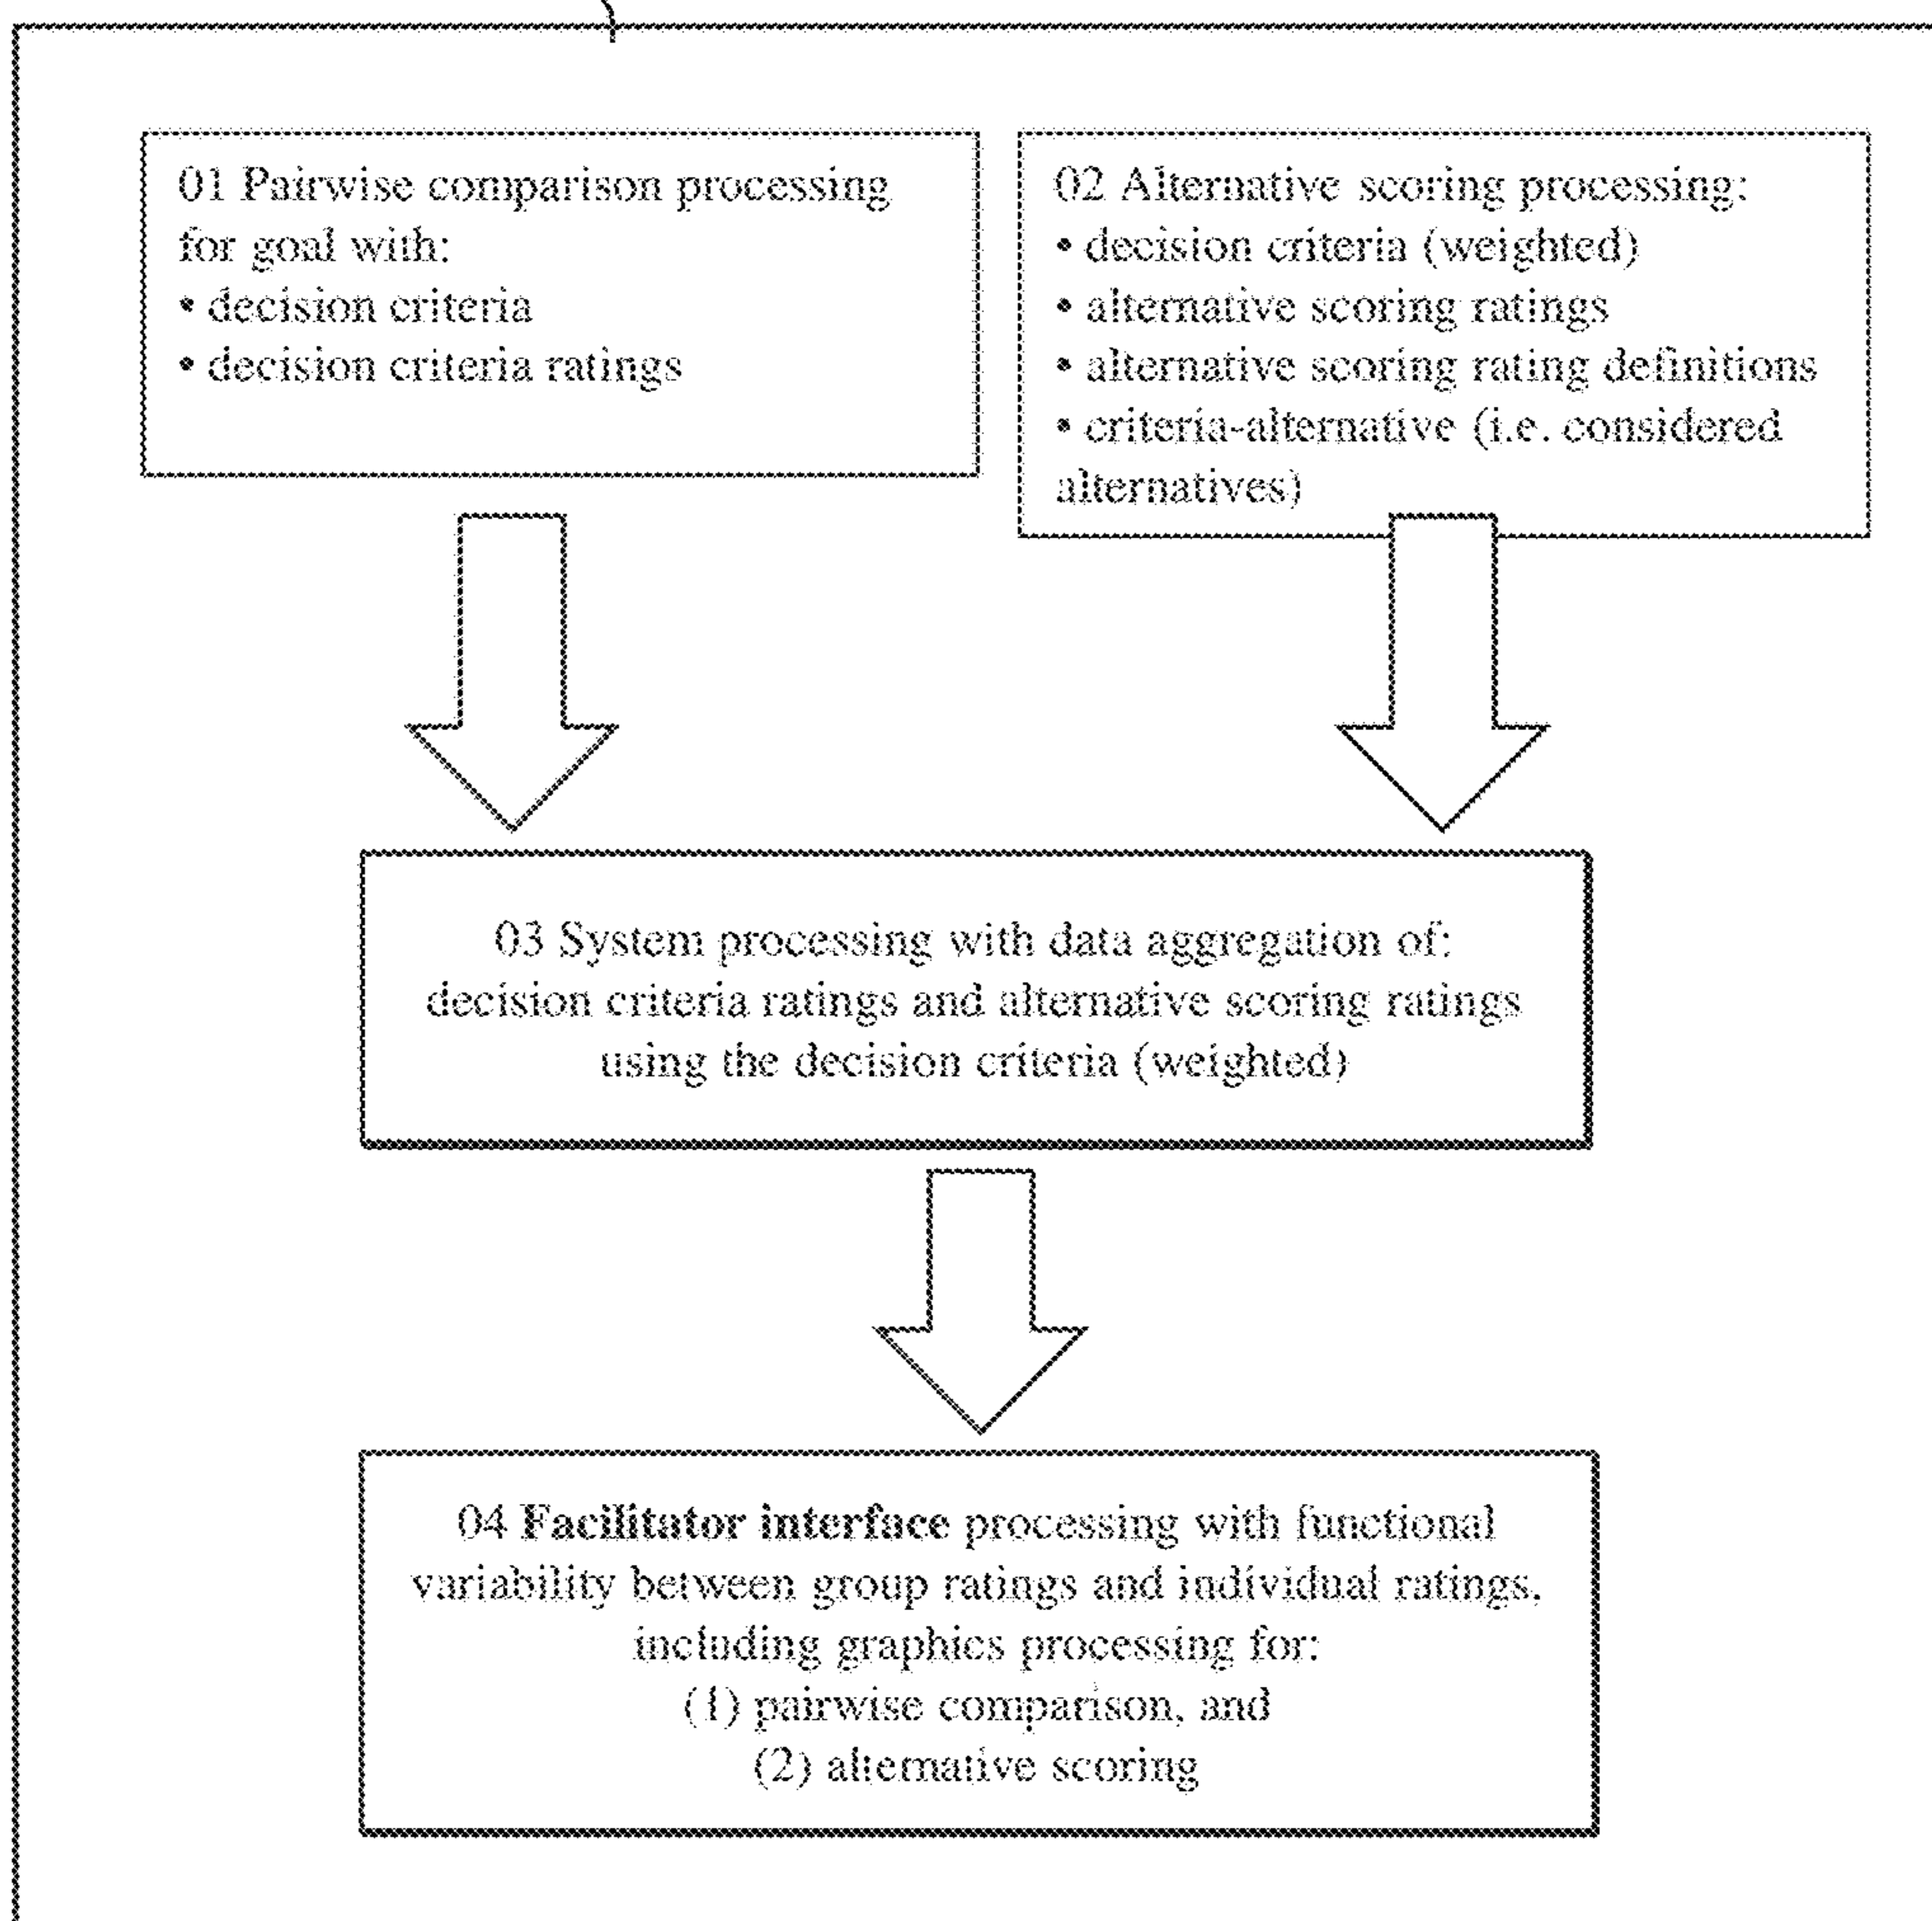 01 Pairwise comparison processing
for goal with:
• decision criteria
• decision criteria ratings
02 Alternative scoring processing:
• decision criteria (weighted)
• alternative scoring ratings
• alternative scoring rating definitions
• criteria-alternative (i.e. considered
alternatives)
03 System processing with data aggregation of:
decision criteria ratings and alternative scoring ratings
using the decision criteria (weighted)
04 Facilitator interface processing with functional
variability between group ratings and individual ratings,
including graphics processing for:
(1) pairwise comparison, and
(2) alternative scoring